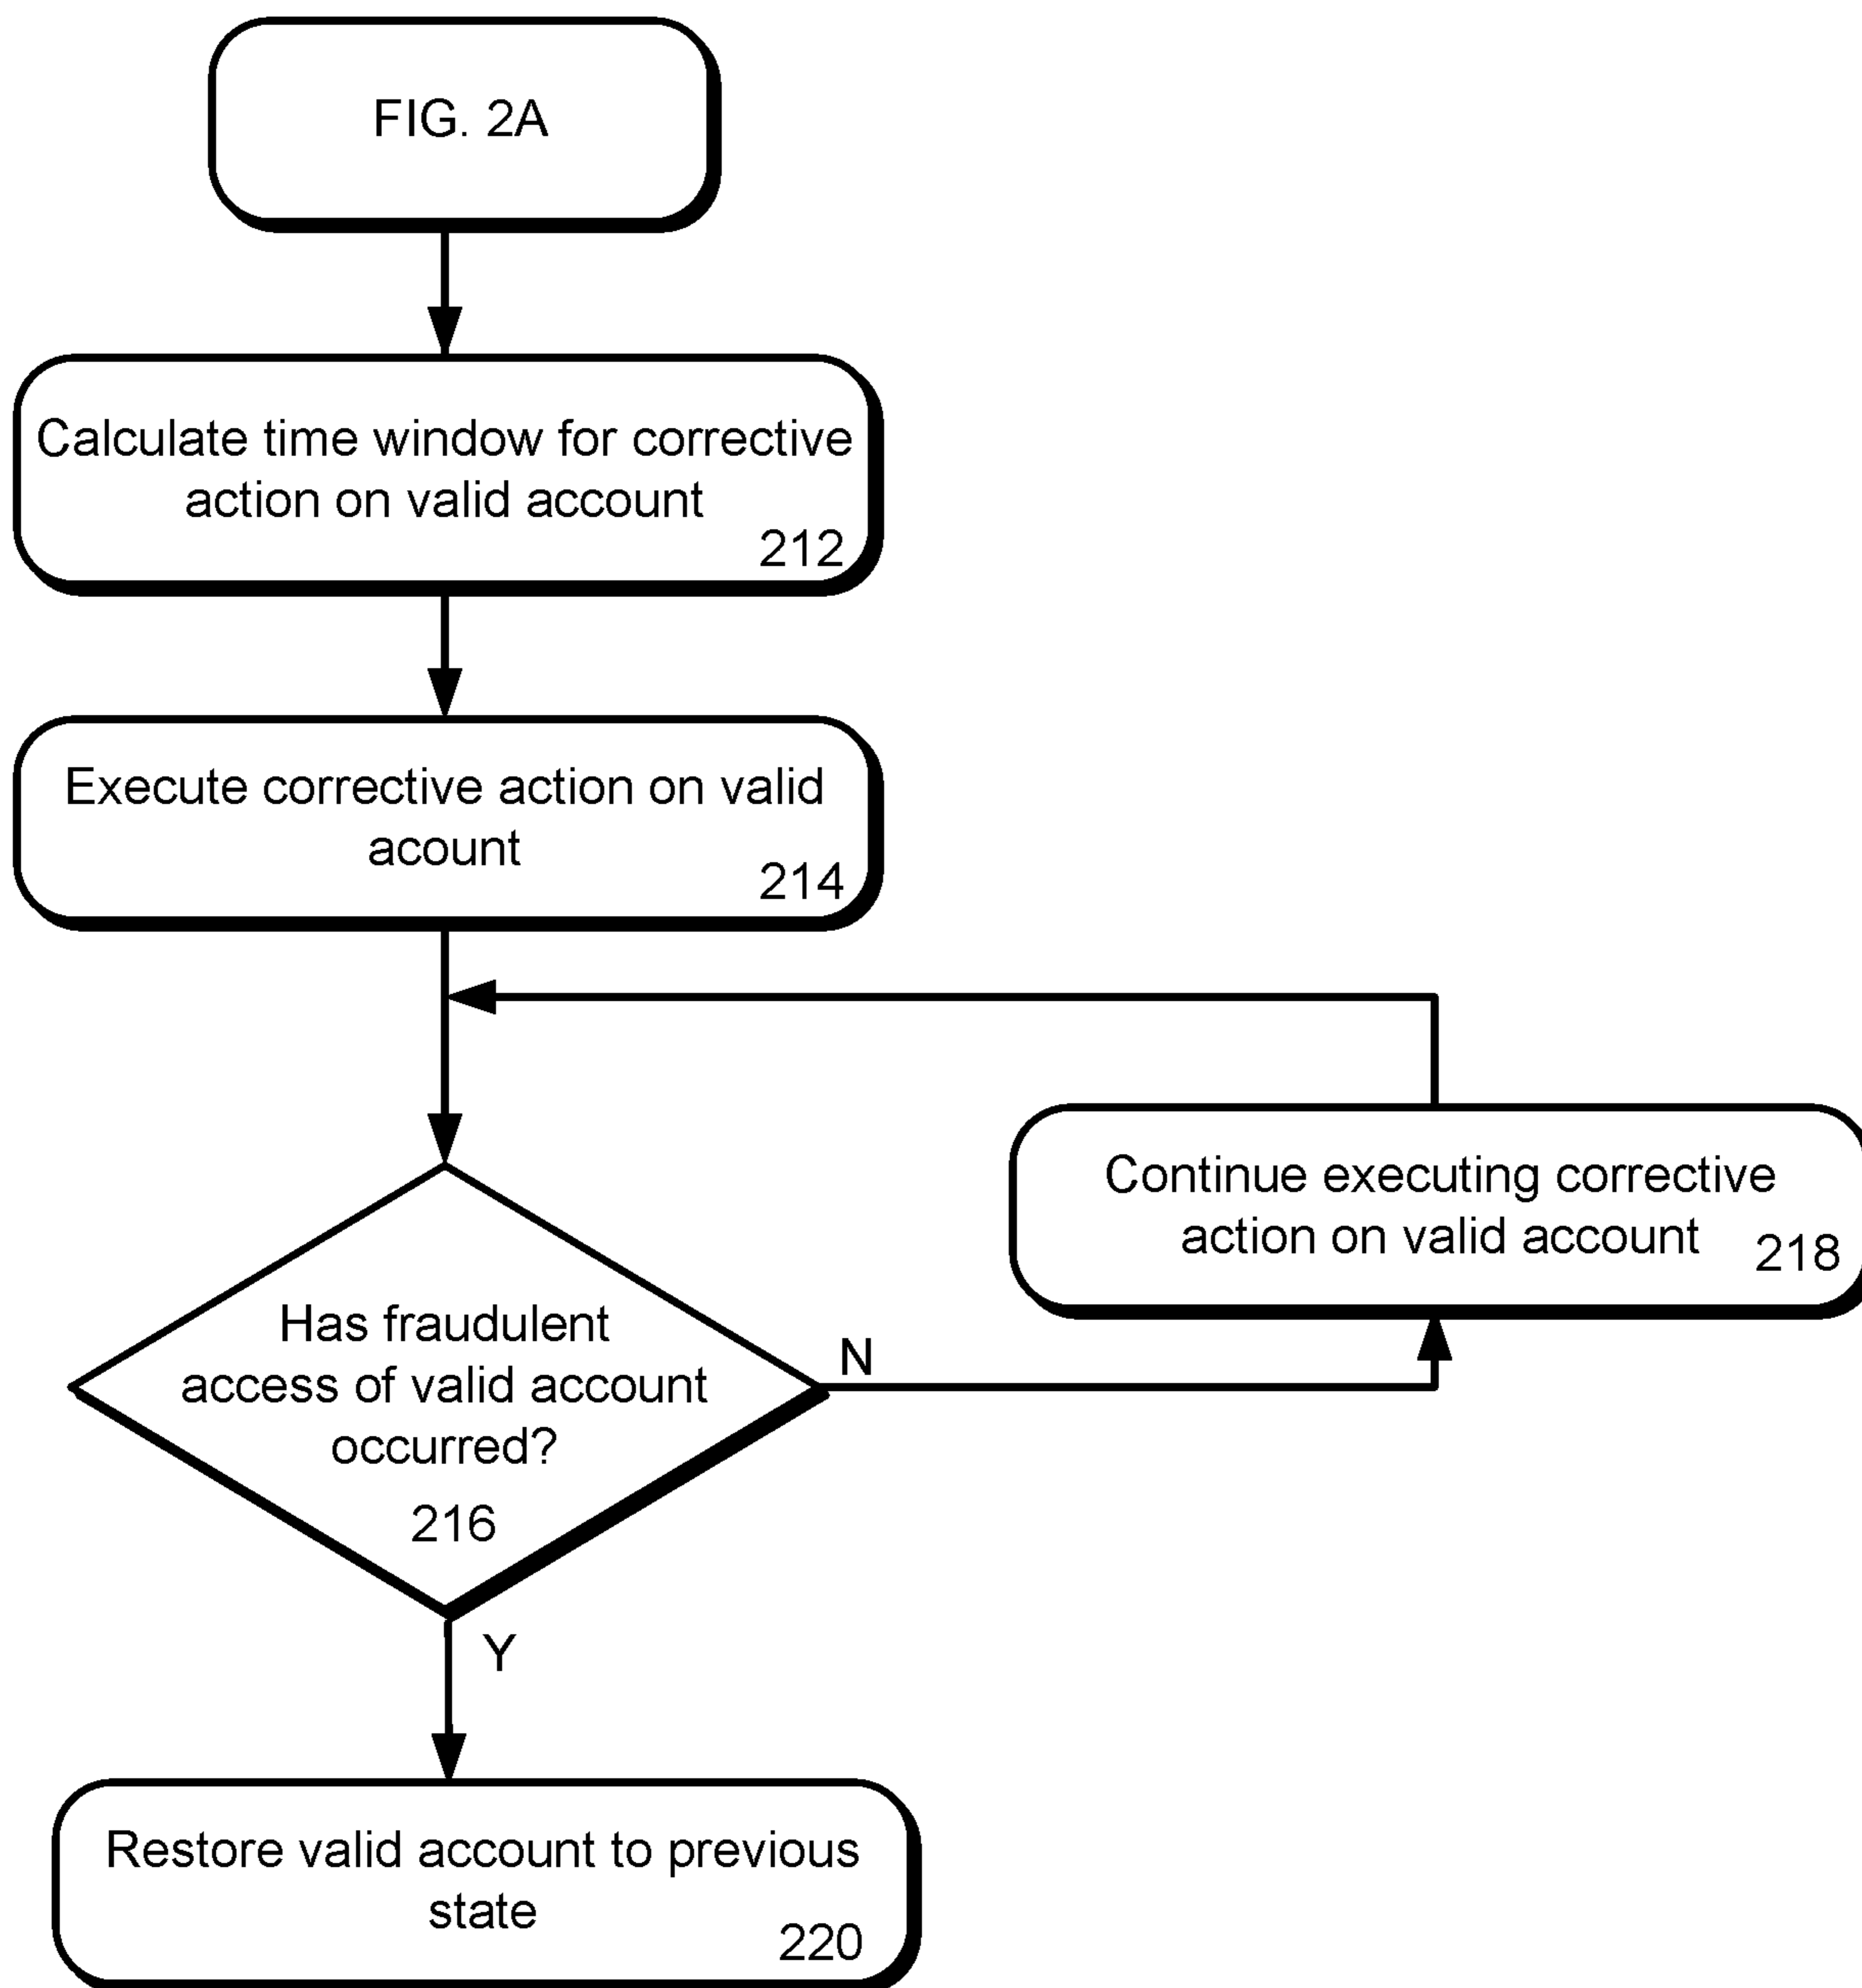 FIG. 2A
Calculate time window for corrective
action on valid account
212
Execute corrective action on valid
acount
214
Continue executing corrective
action on valid account
218
Has fraudulent
access of valid account
occurred?
216
N
Y
Restore valid account to previous
state
220